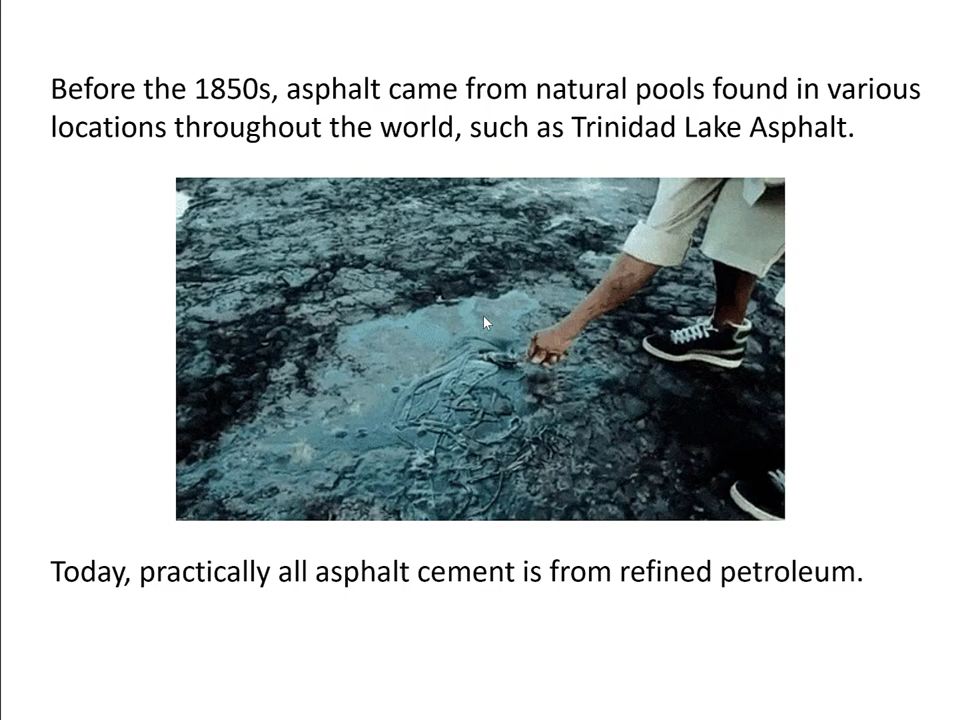 Before the 1850s, asphalt came from natural pools found in various
locations throughout the world, such as Trinidad Lake Asphalt.
Today, practically all asphalt cement is from refined petroleum.